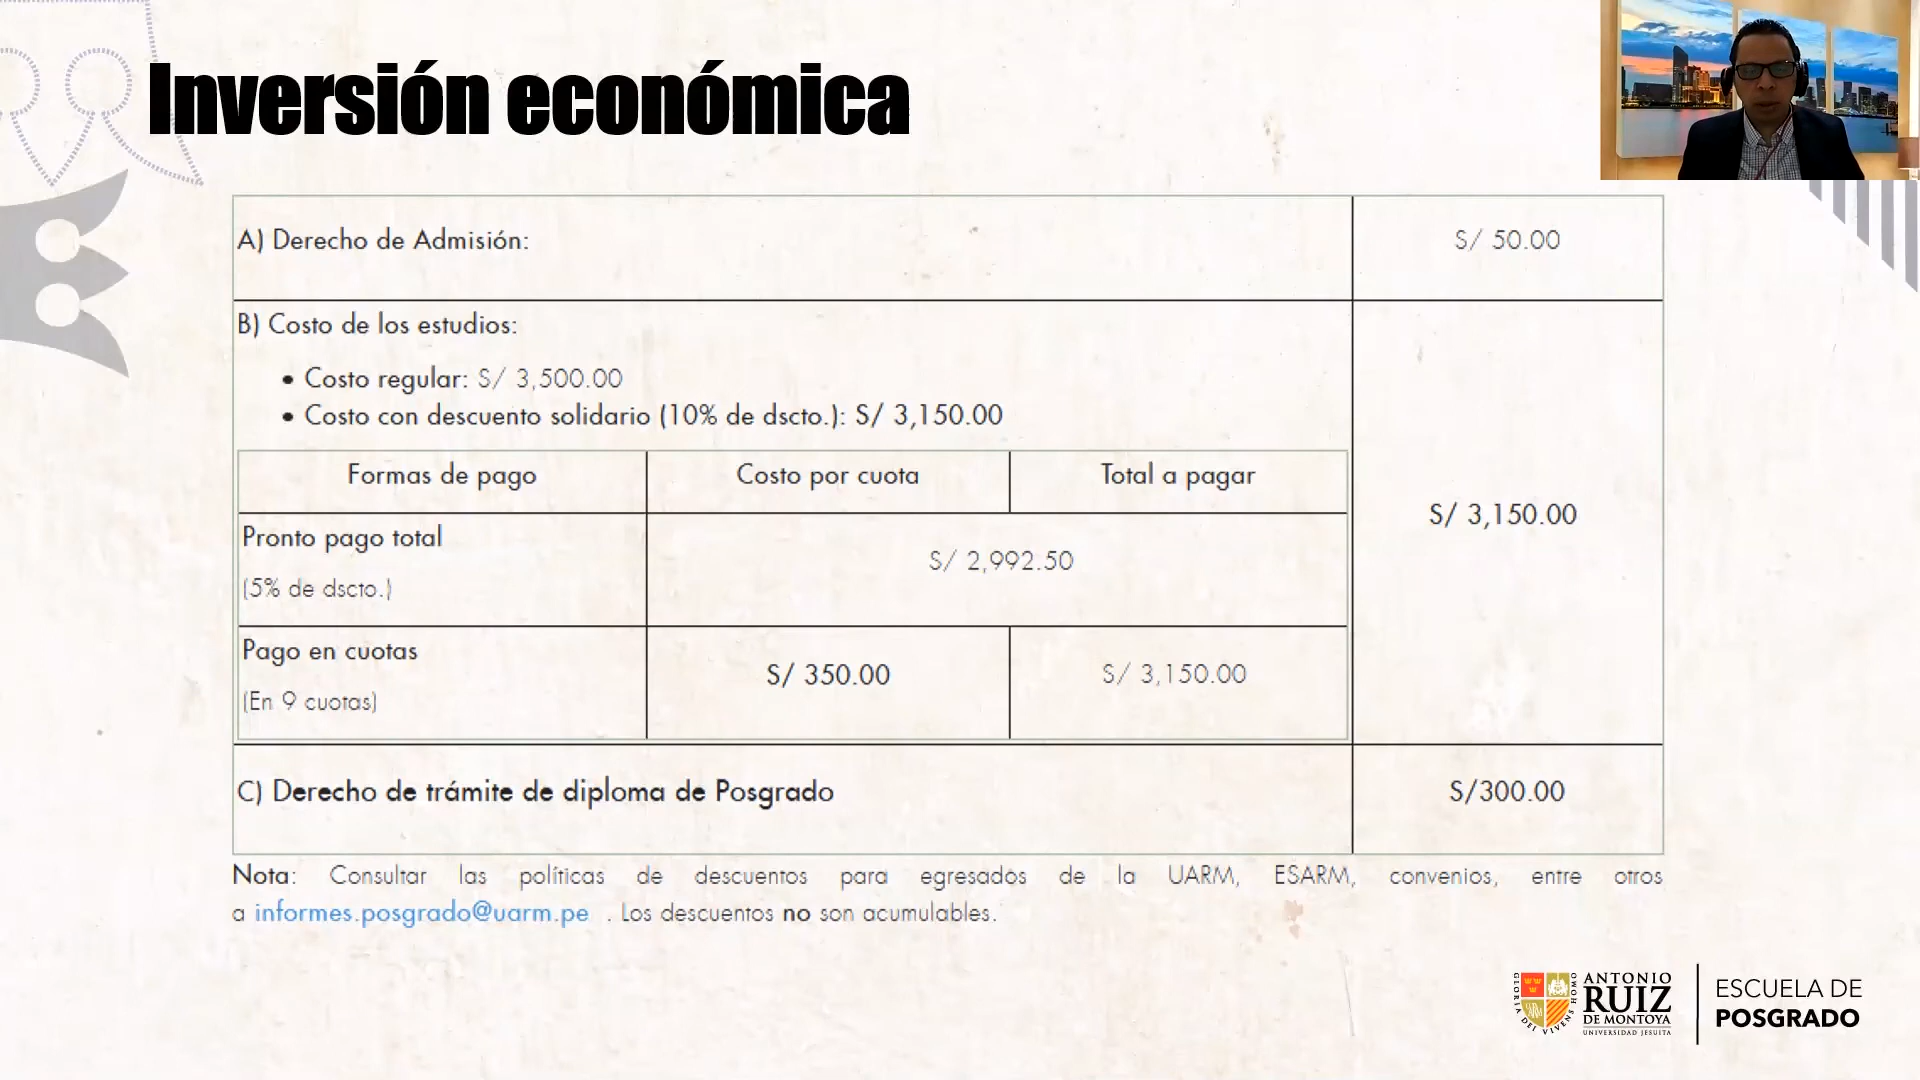 Inversión económica
A) Derecho de Admisión:
S/ 50.00
B) Costo de los estudios:
• Costo regular: S/ 3,500.00
• Costo con descuento solidario (10% de dscto.): S/ 3,150.00
Formas de pago
Costo por cuota
Total a pagar
Pronto pago total
(5% de dscto.)
S/ 2,992.50
Pago en cuotas
(En 9 cuotas)
S/ 350.00
S/ 3,150.00
S/ 3,150.00
C) Derecho de trámite de diploma de Posgrado
S/300.00
Nota: Consultar las políticas de descuentos para egresados de la UARM, ESARM, convenios, entre otros
a informes.posgrado@uarm.pe . Los descuentos no son acumulables.
GLORIA DEI VIVENS HOMO
UARM
ANTONIO
RUIZ
DE MONTOYA
UNIVERSIDAD JESUITA
ESCUELA DE
POSGRADO